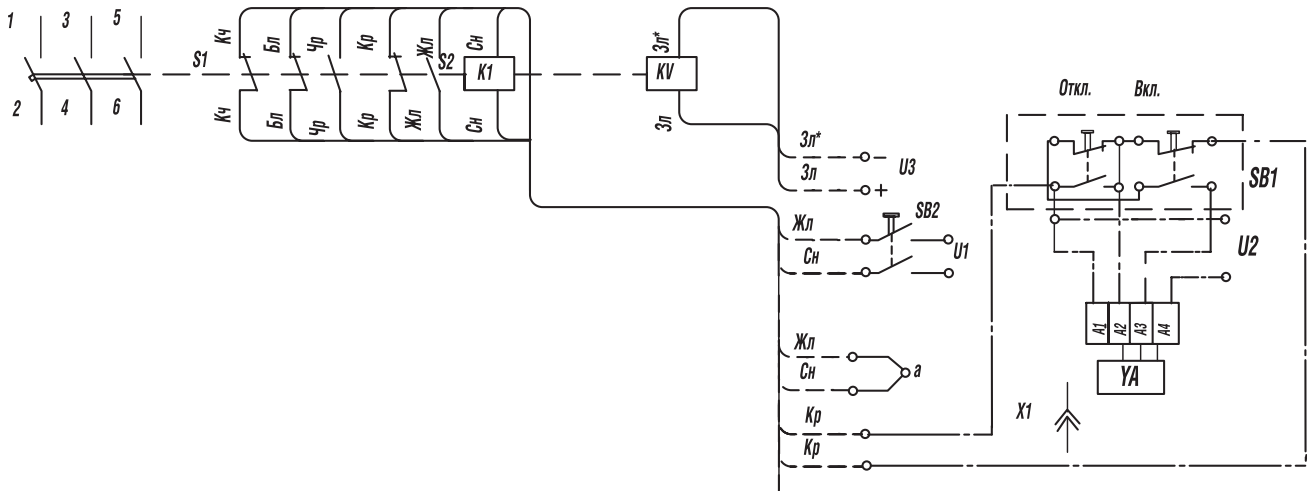 1 3 5
2 4 6
S1
Кч Бл Чр Кр Жл S2 Сн
K1
Кч Бл Чр Кр Жл Сн
Зл*
KV
Зл
Зл* −
U3
Зл +
Жл SB2
Сн U1
Жл
Сн а
Кр
Кр
Откл. Вкл.
SB1
U2
A1 A2 A3 A4
YA
X1